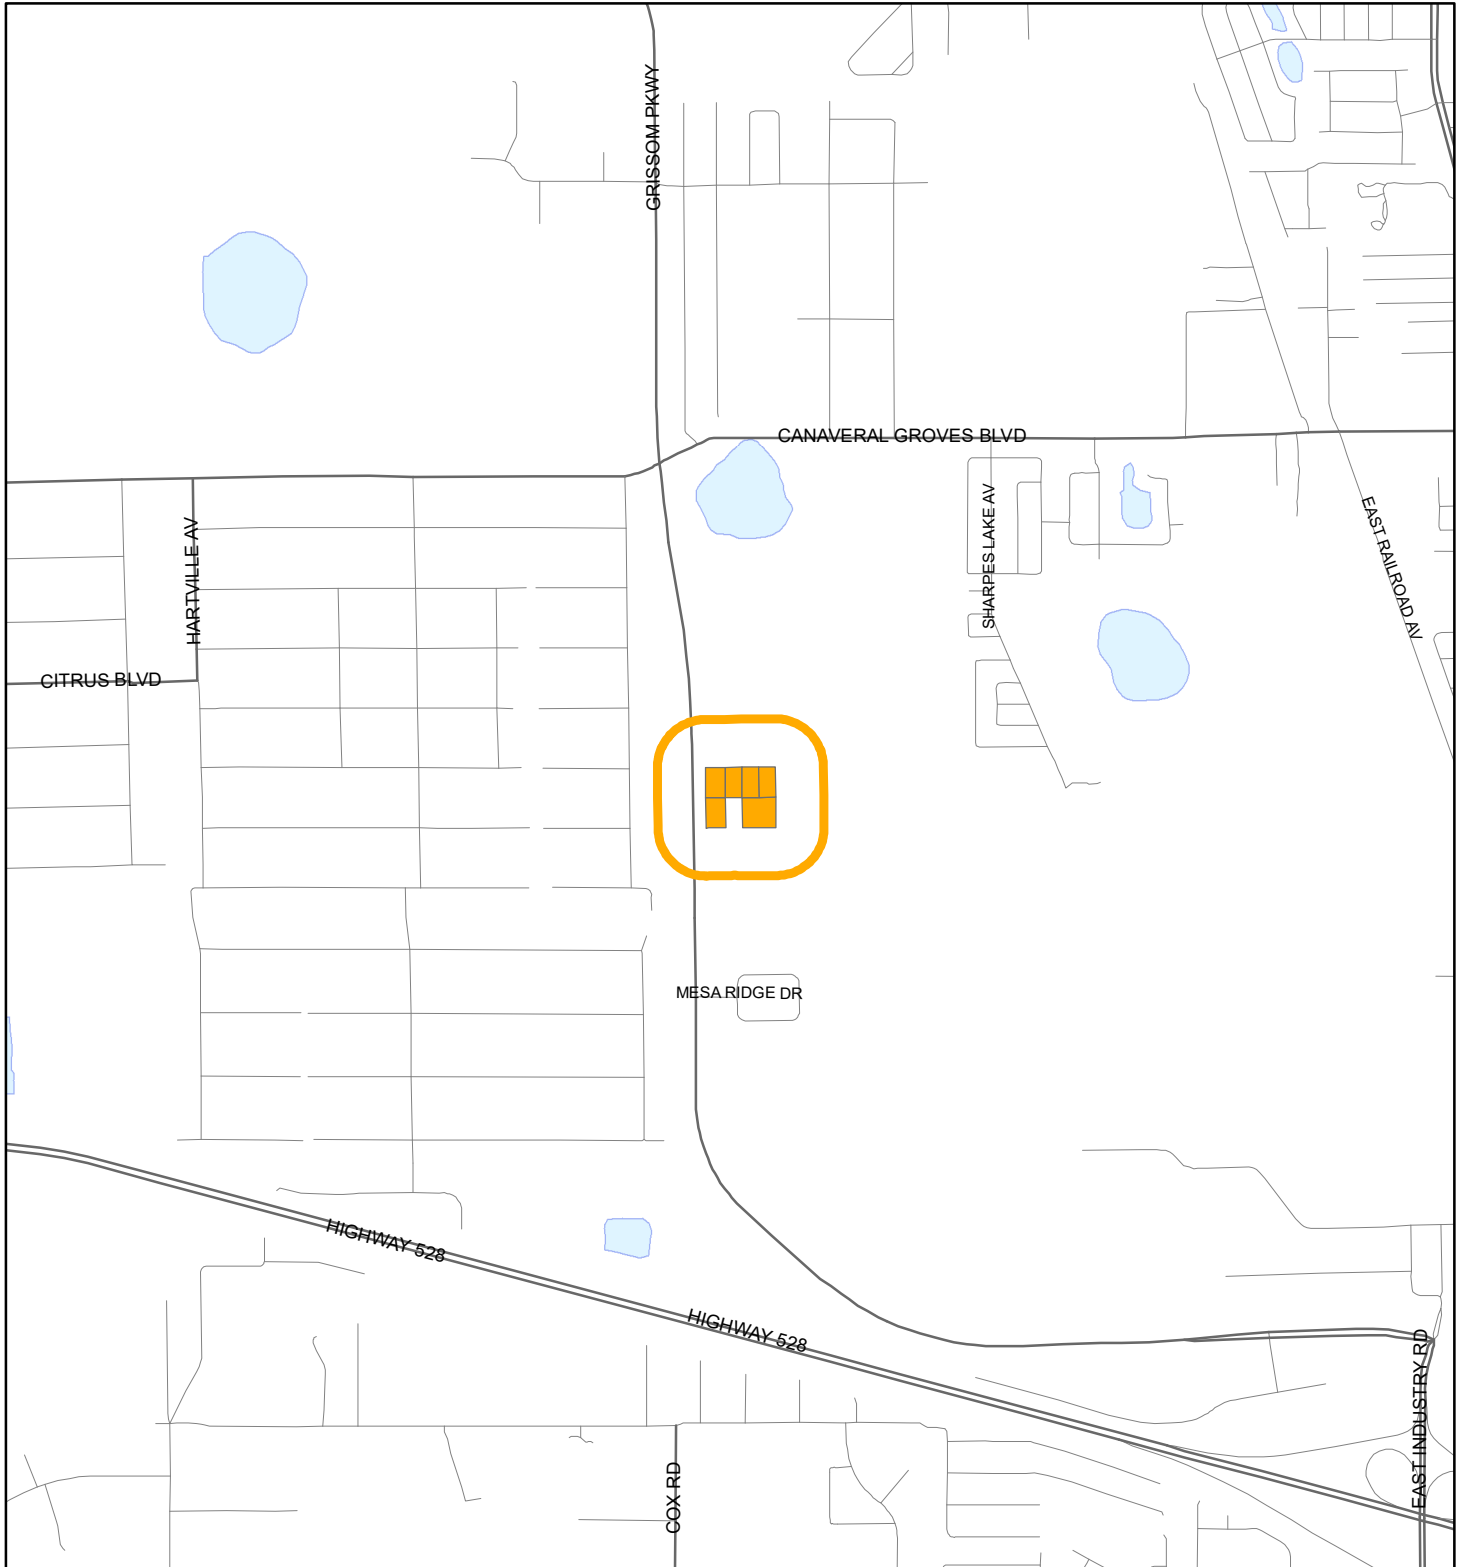 GRISSOM PKWY
CANAVERAL GROVES BLVD
HARTVILLE AV
SHARPES LAKE AV
EAST RAILROAD AV
CITRUS BLVD
MESA RIDGE DR
HIGHWAY 528
HIGHWAY 528
EAST INDUSTRY RD
COX RD